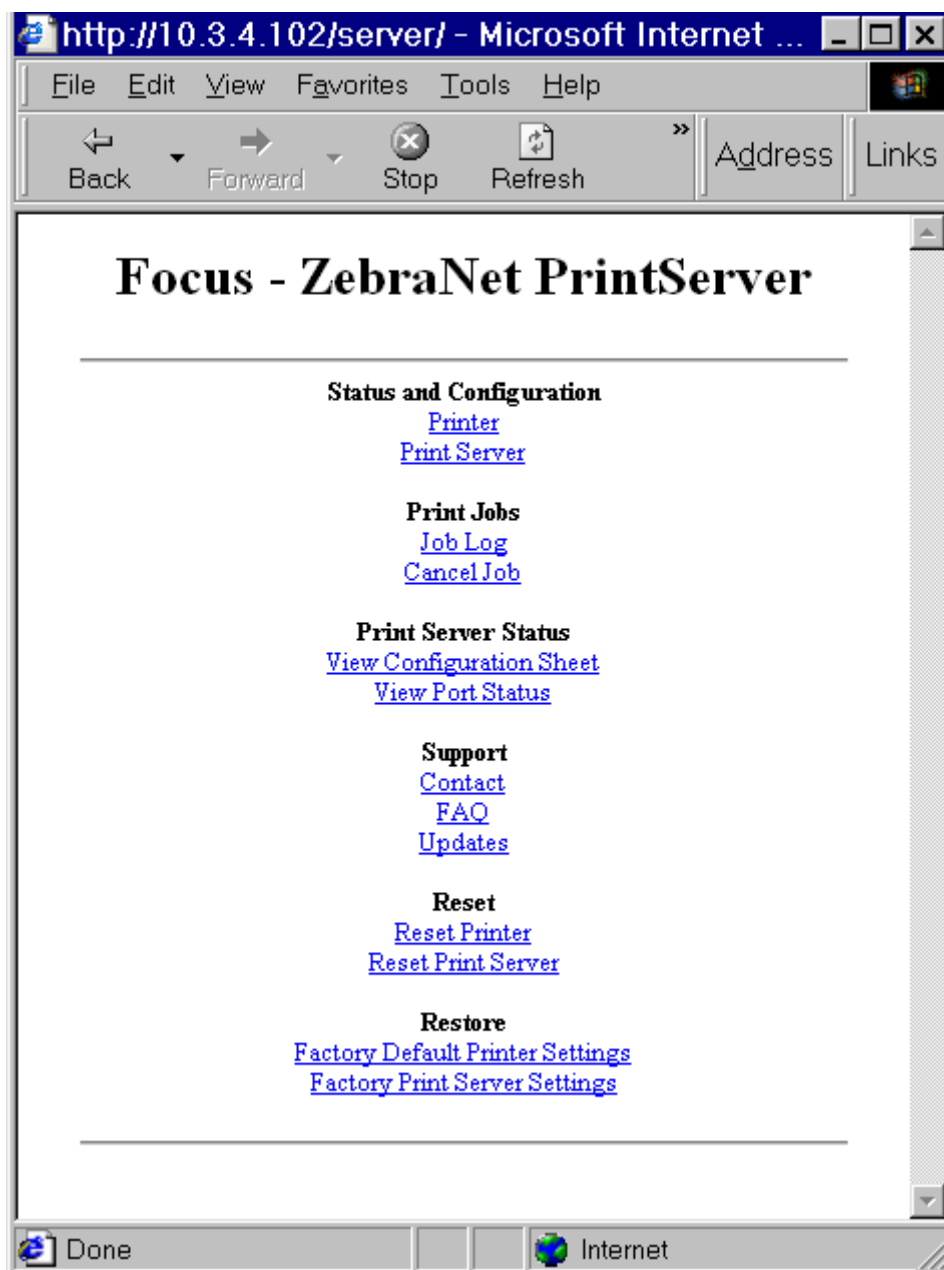 http://10.3.4.102/server/ - Microsoft Internet ...
File Edit View Favorites Tools Help
Back Forward Stop Refresh » Address Links
Focus - ZebraNet PrintServer
Status and Configuration
Printer
Print Server
Print Jobs
Job Log
Cancel Job
Print Server Status
View Configuration Sheet
View Port Status
Support
Contact
FAQ
Updates
Reset
Reset Printer
Reset Print Server
Restore
Factory Default Printer Settings
Factory Print Server Settings
Done Internet